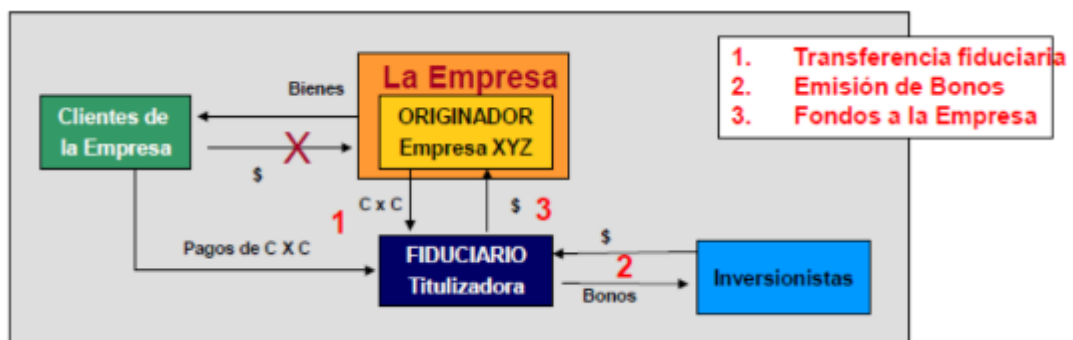 1. Transferencia fiduciaria
2. Emisión de Bonos
3. Fondos a la Empresa
La Empresa
Bienes
Clientes de
la Empresa
ORIGINADOR
Empresa XYZ
X
$
1
C x C
$
3
Pagos de C X C
FIDUCIARIO
Titulizadora
$
2
Bonos
Inversionistas